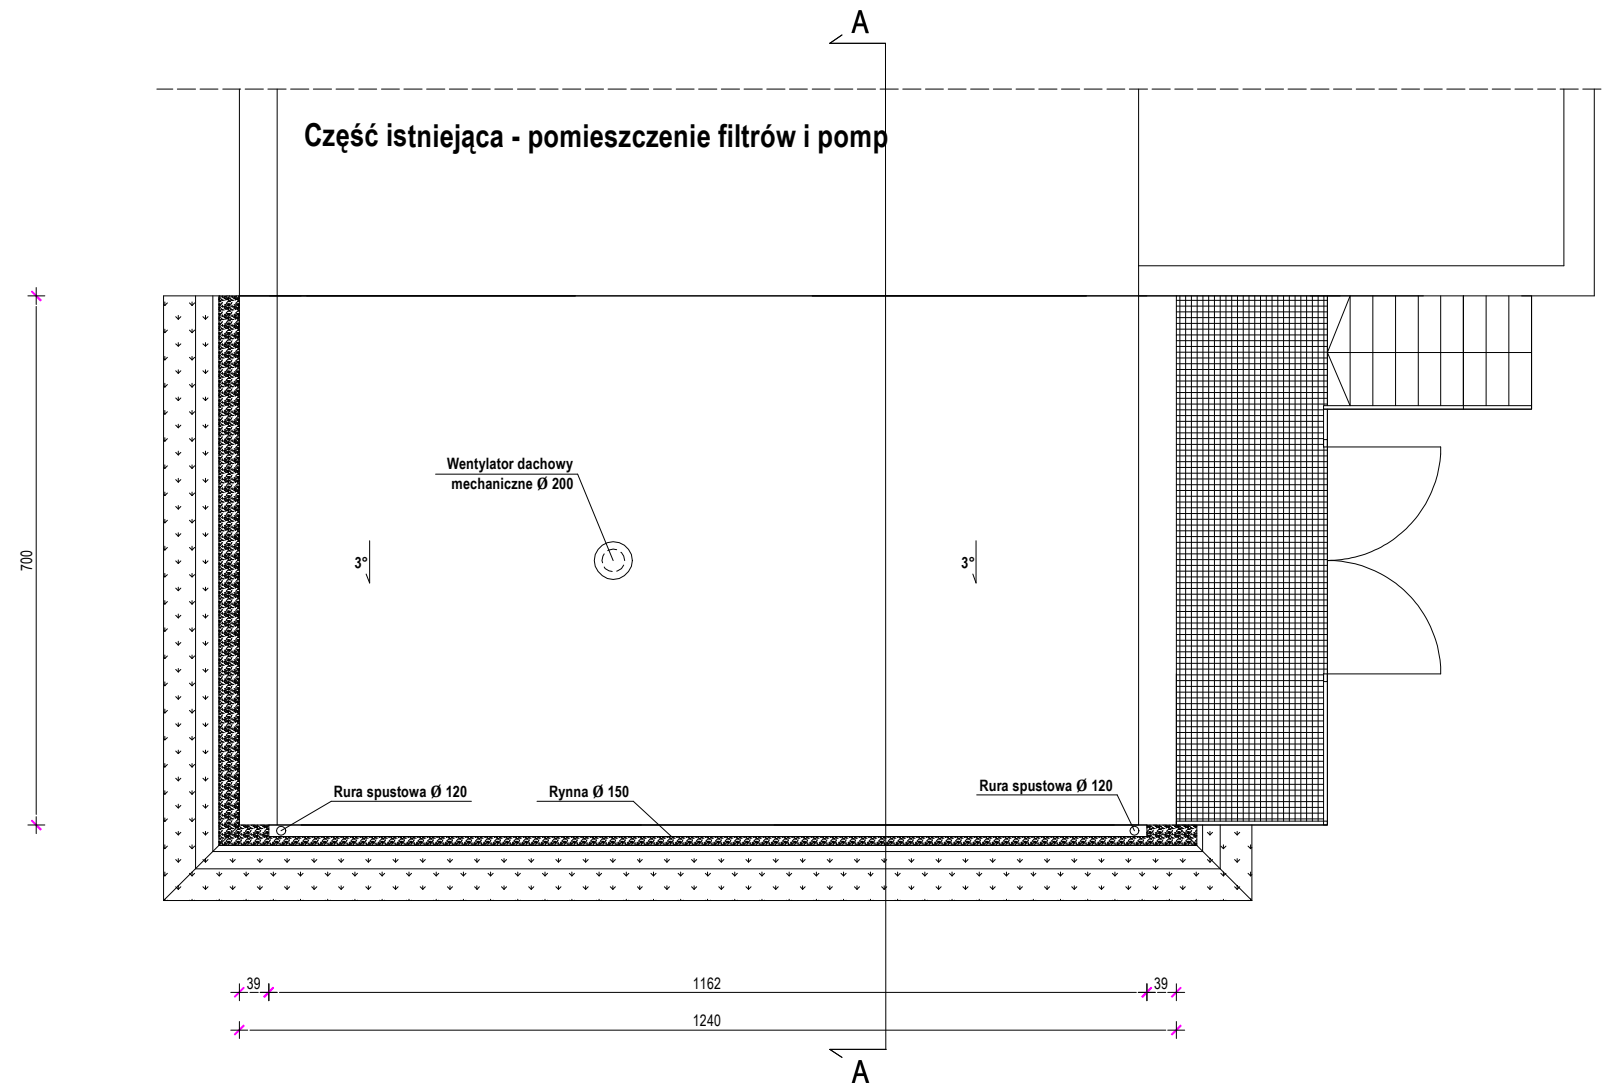 A
Część istniejąca - pomieszczenie filtrów i pomp
Wentylator dachowy
mechaniczne Ø 200
700
3°
3°
Rura spustowa Ø 120
Rynna Ø 150
Rura spustowa Ø 120
39
1162
39
1240
A